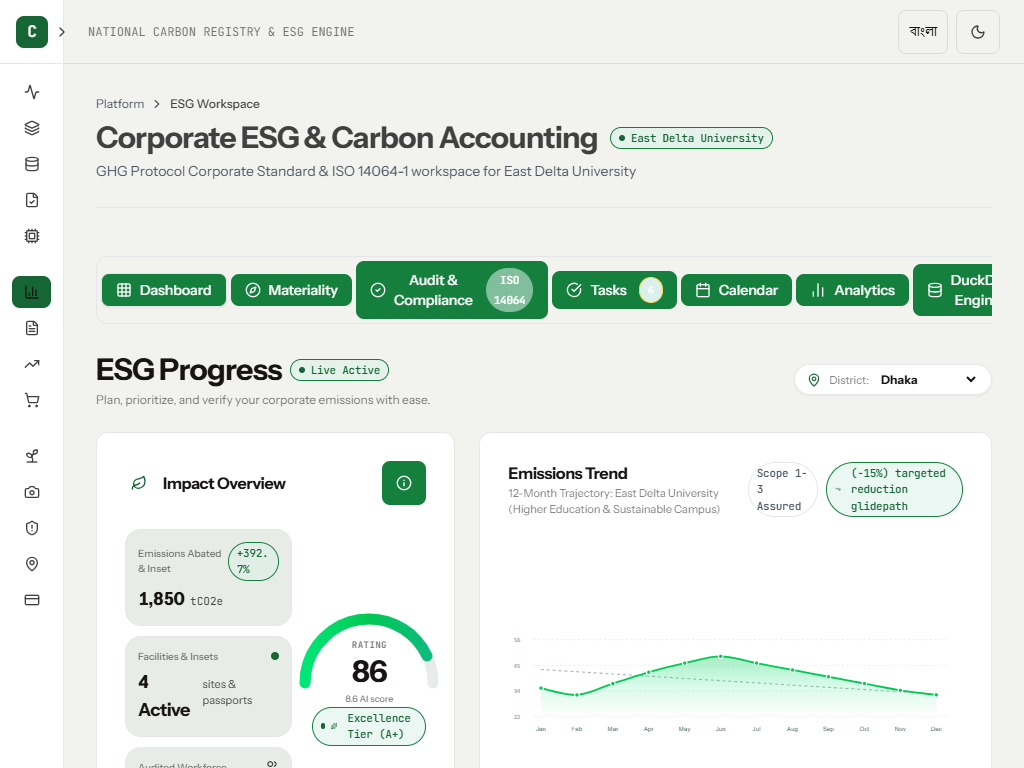 C
NATIONAL CARBON REGISTRY & ESG ENGINE
বাংলা
Platform
ESG Workspace
Corporate ESG & Carbon Accounting
East Delta University
GHG Protocol Corporate Standard & ISO 14064-1 workspace for East Delta University
Dashboard
Materiality
Audit &
Compliance
ISO
14064
Tasks
4
Calendar
Analytics
ESG Progress
Live Active
Plan, prioritize, and verify your corporate emissions with ease.
District:
Dhaka
Impact Overview
Emissions Abated
& Inset
+392.
7%
1,850 tCO2e
Facilities & Insets
4
Active
sites &
passports
Audited Workforce
RATING
86
8.6 AI score
Excellence
Tier (A+)
Emissions Trend
12-Month Trajectory: East Delta University
(Higher Education & Sustainable Campus)
Scope 1-
3
Assured
(-15%) targeted
reduction
glidepath
56
45
34
22
Jan Feb Mar Apr May Jun Jul Aug Sep Oct Nov Dec